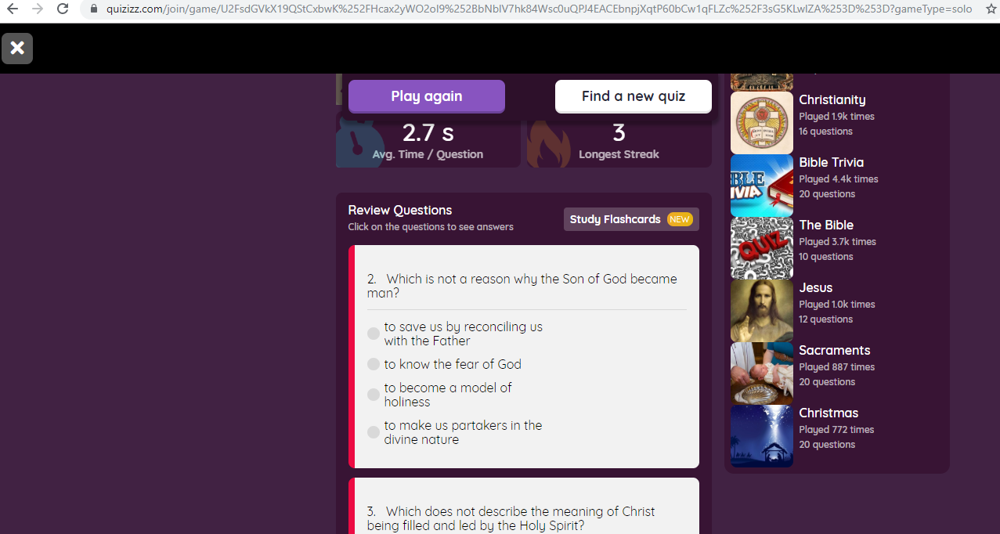 quizizz.com/join/game/U2FsdGVkX19QStCxbwK%252FHcax2yWO2ol9%252BbNblV7hk84Wsc0uQPJ4EACEbnpjXqtP60bCw1qFLZc%252F3sG5KLwlZA%253D%253D?gameType=solo
Play again
Find a new quiz
2.7 s
Avg. Time / Question
3
Longest Streak
Review Questions
Click on the questions to see answers
Study Flashcards NEW
2. Which is not a reason why the Son of God became
man?
to save us by reconciling us
with the Father
to know the fear of God
to become a model of
holiness
to make us partakers in the
divine nature
3. Which does not describe the meaning of Christ
being filled and led by the Holy Spirit?
Christianity
Played 1.9k times
16 questions
BLE
VIA
Bible Trivia
Played 4.4k times
20 questions
QUIZ
The Bible
Played 3.7k times
10 questions
Jesus
Played 1.0k times
12 questions
Sacraments
Played 887 times
20 questions
Christmas
Played 772 times
20 questions